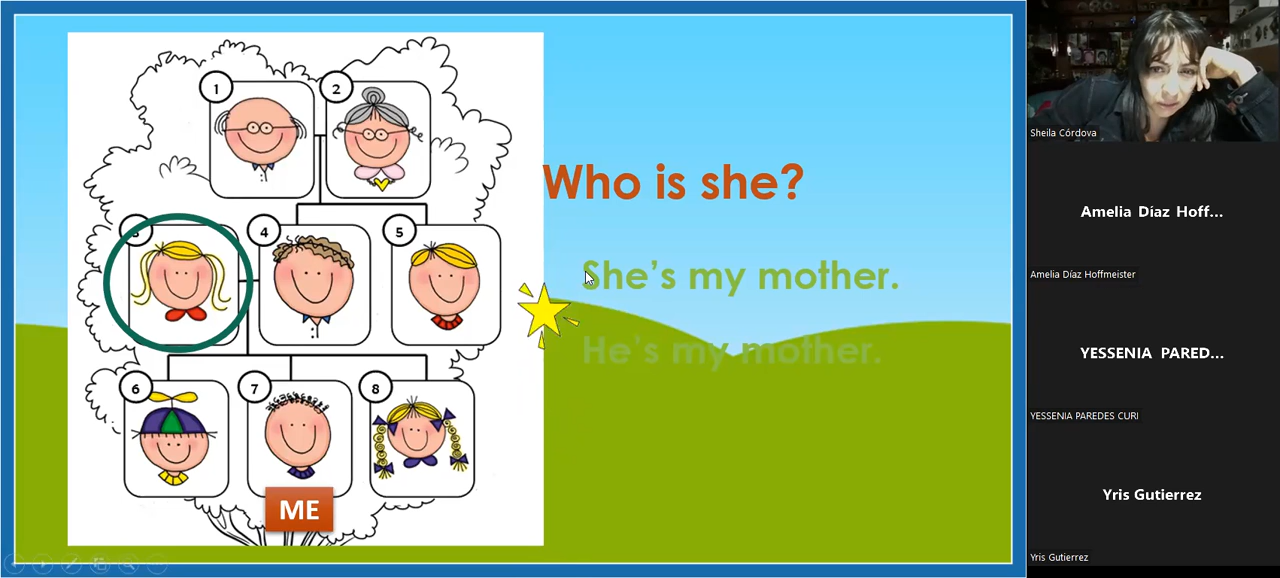 1
2
Who is she?
3
4
5
She's my mother.
He's my mother.
6
7
8
ME
Sheila Córdova
Amelia Díaz Hoff...
Amelia Díaz Hoffmeister
YESSENIA PARED...
YESSENIA PAREDES CURI
Yris Gutierrez
Yris Gutierrez